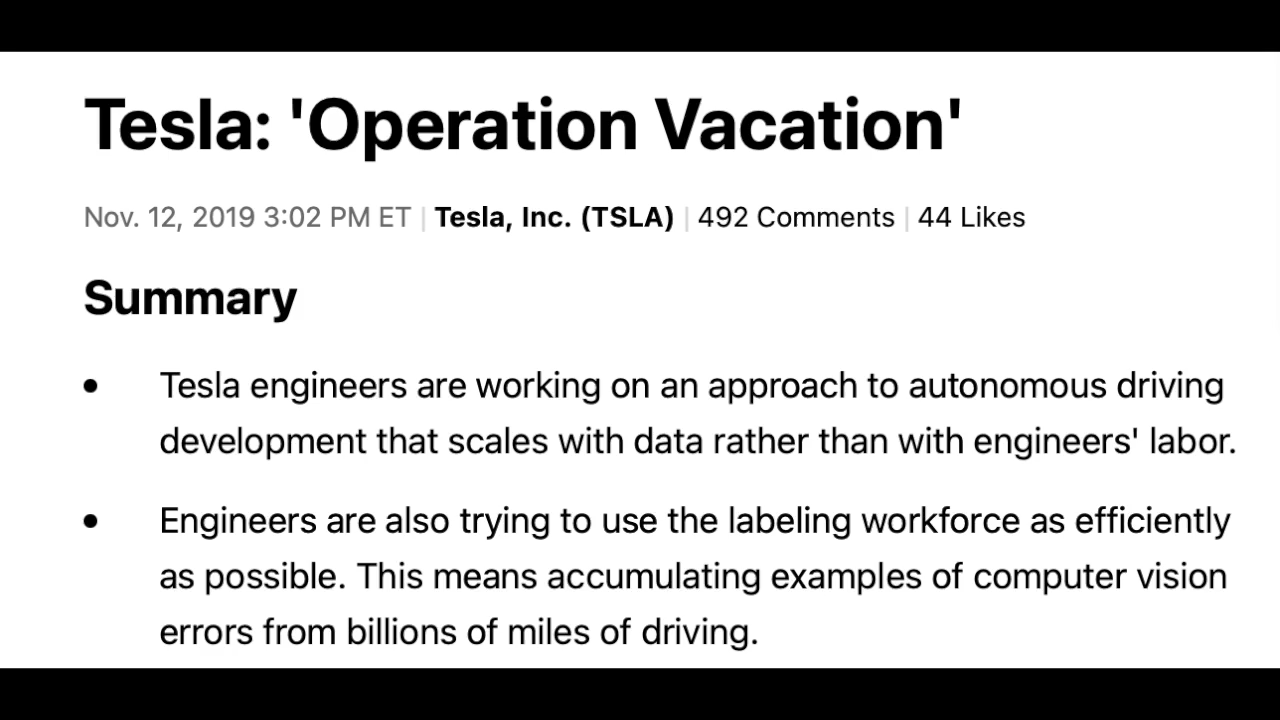 Tesla: 'Operation Vacation'
Nov. 12, 2019 3:02 PM ET | Tesla, Inc. (TSLA) | 492 Comments | 44 Likes
Summary
• Tesla engineers are working on an approach to autonomous driving
development that scales with data rather than with engineers' labor.
• Engineers are also trying to use the labeling workforce as efficiently
as possible. This means accumulating examples of computer vision
errors from billions of miles of driving.